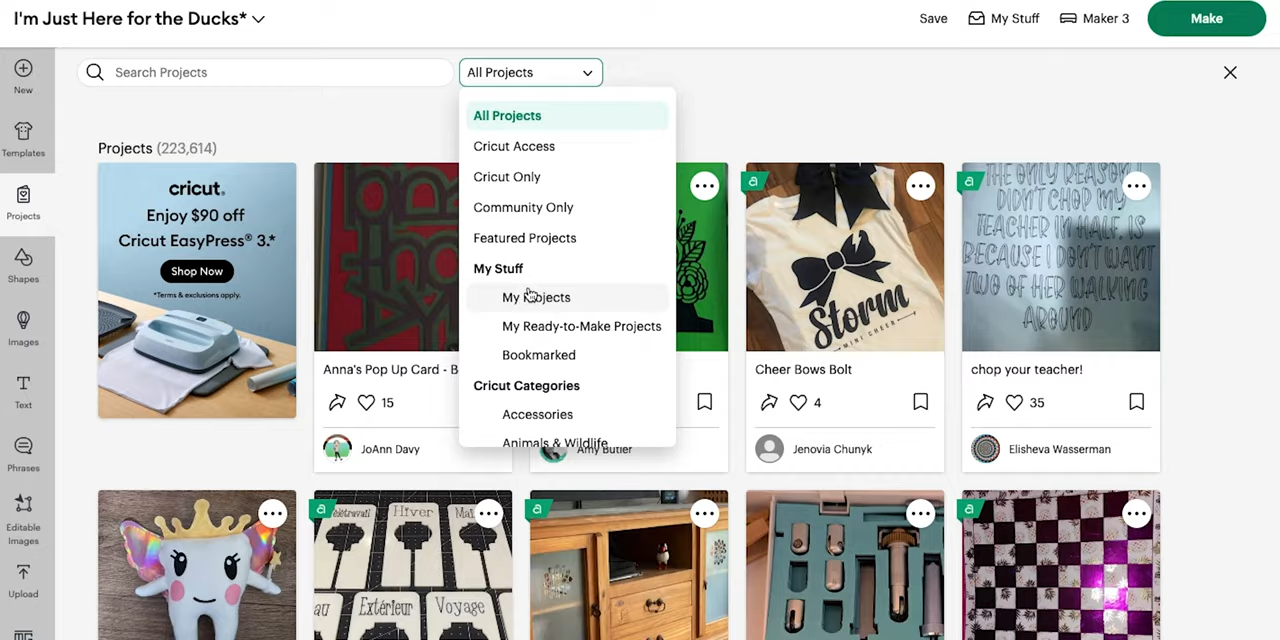 I'm Just Here for the Ducks*
Save
My Stuff
Maker 3
Make
New
Templates
Projects
Shapes
Images
Text
Phrases
Editable
Images
Upload
Search Projects
All Projects
All Projects
Cricut Access
Cricut Only
Community Only
Featured Projects
My Stuff
My Projects
My Ready-to-Make Projects
Bookmarked
Cricut Categories
Accessories
Animals & Wildlife
Projects (223,614)
cricut.
Enjoy $90 off
Cricut EasyPress® 3.*
Shop Now
*Terms & exclusions apply.
Anna's Pop Up Card - B
15
JoAnn Davy
Amy Butler
a
Storm
MINI CHEER
Cheer Bows Bolt
4
Jenovia Chunyk
a
THE ONLY REASON I
DIDN'T CHOP MY
TEACHER IN HALF, IS
BECAUSE I DON'T WANT
TWO OF HER WALKING
AROUND
chop your teacher!
35
Elisheva Wasserman
a
Télétravail
Hiver
au
Extérieur
Voyage
a
a